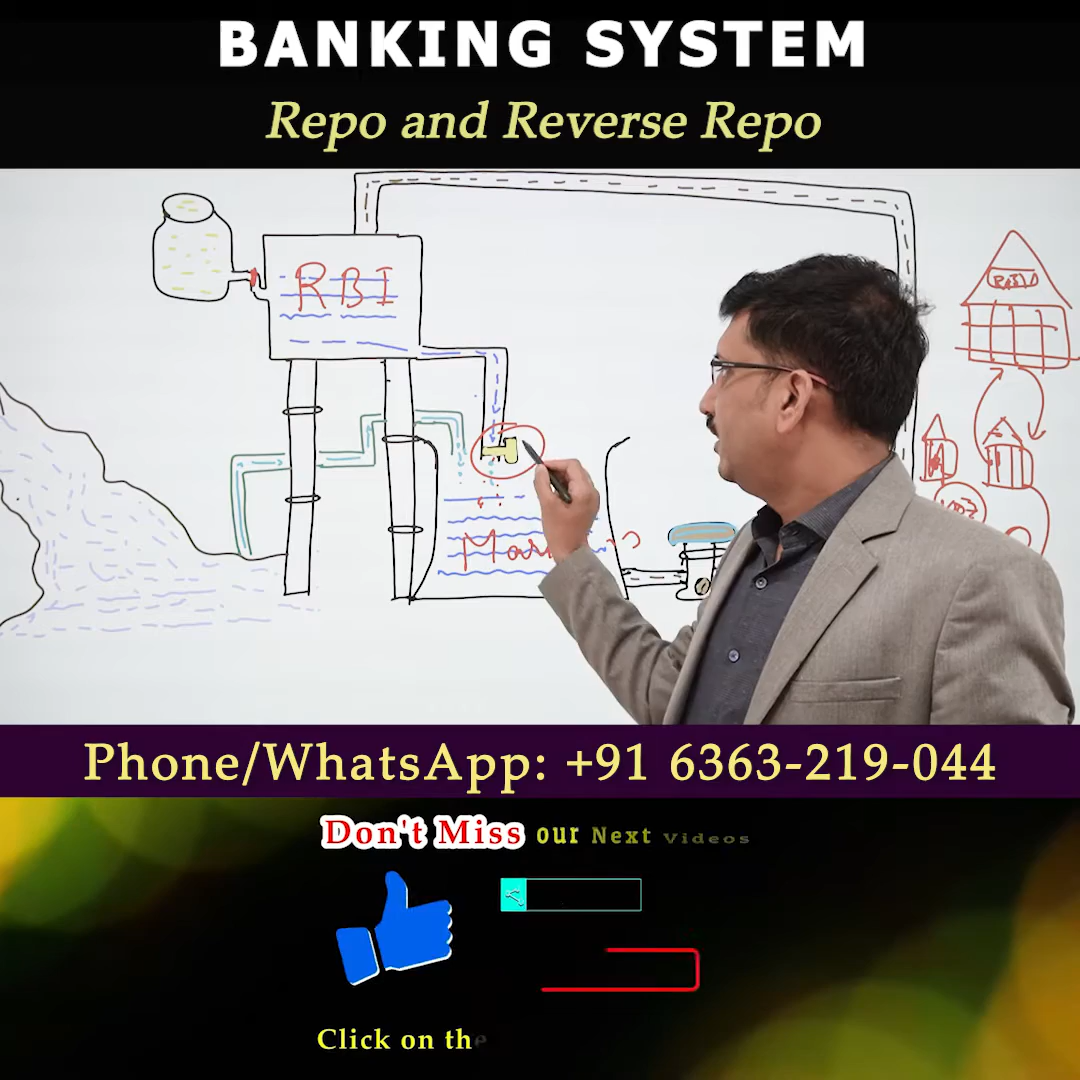 BANKING SYSTEM
Repo and Reverse Repo
RBI
Phone/WhatsApp: +91 6363-219-044
Don't Miss our Next Videos
Click on the